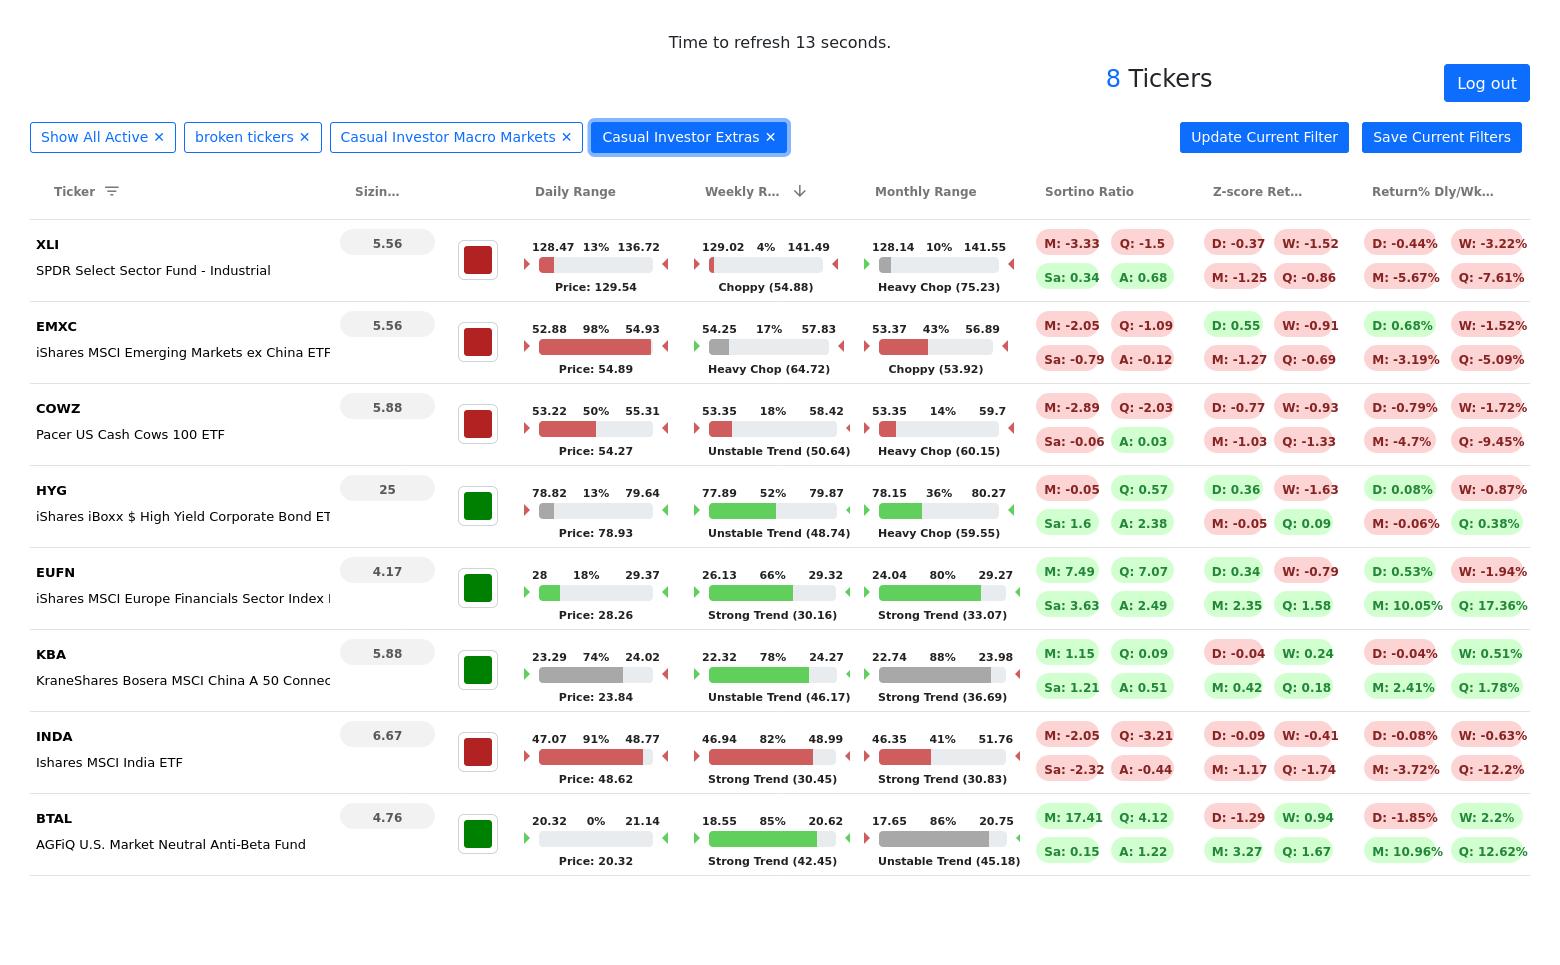 Time to refresh 13 seconds.
8 Tickers
Log out
Show All Active ✕ broken tickers ✕ Casual Investor Macro Markets ✕ Casual Investor Extras ✕ Update Current Filter Save Current Filters
Ticker Sizin... Daily Range Weekly R... Monthly Range Sortino Ratio Z-score Ret... Return% Dly/Wk...
XLI 5.56 128.47 13% 136.72 129.02 4% 141.49 128.14 10% 141.55 M: -3.33 Q: -1.5 D: -0.37 W: -1.52 D: -0.44% W: -3.22%
SPDR Select Sector Fund - Industrial Sa: 0.34 A: 0.68 M: -1.25 Q: -0.86 M: -5.67% Q: -7.61%
Price: 129.54 Choppy (54.88) Heavy Chop (75.23)
EMXC 5.56 52.88 98% 54.93 54.25 17% 57.83 53.37 43% 56.89 M: -2.05 Q: -1.09 D: 0.55 W: -0.91 D: 0.68% W: -1.52%
iShares MSCI Emerging Markets ex China ETF Sa: -0.79 A: -0.12 M: -1.27 Q: -0.69 M: -3.19% Q: -5.09%
Price: 54.89 Heavy Chop (64.72) Choppy (53.92)
COWZ 5.88 53.22 50% 55.31 53.35 18% 58.42 53.35 14% 59.7 M: -2.89 Q: -2.03 D: -0.77 W: -0.93 D: -0.79% W: -1.72%
Pacer US Cash Cows 100 ETF Sa: -0.06 A: 0.03 M: -1.03 Q: -1.33 M: -4.7% Q: -9.45%
Price: 54.27 Unstable Trend (50.64) Heavy Chop (60.15)
HYG 25 78.82 13% 79.64 77.89 52% 79.87 78.15 36% 80.27 M: -0.05 Q: 0.57 D: 0.36 W: -1.63 D: 0.08% W: -0.87%
iShares iBoxx $ High Yield Corporate Bond ET Sa: 1.6 A: 2.38 M: -0.05 Q: 0.09 M: -0.06% Q: 0.38%
Price: 78.93 Unstable Trend (48.74) Heavy Chop (59.55)
EUFN 4.17 28 18% 29.37 26.13 66% 29.32 24.04 80% 29.27 M: 7.49 Q: 7.07 D: 0.34 W: -0.79 D: 0.53% W: -1.94%
iShares MSCI Europe Financials Sector Index Sa: 3.63 A: 2.49 M: 2.35 Q: 1.58 M: 10.05% Q: 17.36%
Price: 28.26 Strong Trend (30.16) Strong Trend (33.07)
KBA 5.88 23.29 74% 24.02 22.32 78% 24.27 22.74 88% 23.98 M: 1.15 Q: 0.09 D: -0.04 W: 0.24 D: -0.04% W: 0.51%
KraneShares Bosera MSCI China A 50 Connec Sa: 1.21 A: 0.51 M: 0.42 Q: 0.18 M: 2.41% Q: 1.78%
Price: 23.84 Unstable Trend (46.17) Strong Trend (36.69)
INDA 6.67 47.07 91% 48.77 46.94 82% 48.99 46.35 41% 51.76 M: -2.05 Q: -3.21 D: -0.09 W: -0.41 D: -0.08% W: -0.63%
Ishares MSCI India ETF Sa: -2.32 A: -0.44 M: -1.17 Q: -1.74 M: -3.72% Q: -12.2%
Price: 48.62 Strong Trend (30.45) Strong Trend (30.83)
BTAL 4.76 20.32 0% 21.14 18.55 85% 20.62 17.65 86% 20.75 M: 17.41 Q: 4.12 D: -1.29 W: 0.94 D: -1.85% W: 2.2%
AGFiQ U.S. Market Neutral Anti-Beta Fund Sa: 0.15 A: 1.22 M: 3.27 Q: 1.67 M: 10.96% Q: 12.62%
Price: 20.32 Strong Trend (42.45) Unstable Trend (45.18)